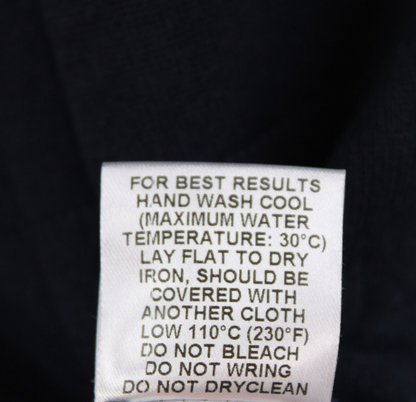 FOR BEST RESULTS
HAND WASH COOL
(MAXIMUM WATER
TEMPERATURE: 30°C)
LAY FLAT TO DRY
IRON, SHOULD BE
COVERED WITH
ANOTHER CLOTH
LOW 110°C (230°F)
DO NOT BLEACH
DO NOT WRING
DO NOT DRYCLEAN